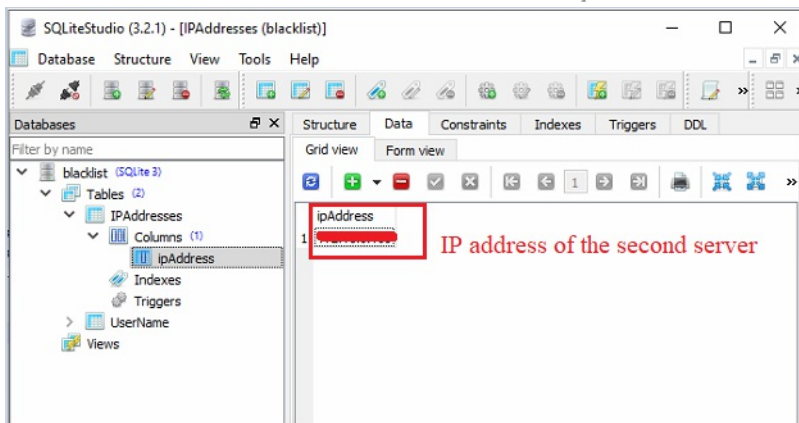 SQLiteStudio (3.2.1) - [IPAddresses (blacklist)]
Database Structure View Tools Help
Databases
Structure Data Constraints Indexes Triggers DDL
Filter by name
Grid view Form view
blacklist (SQLite 3)
Tables (2)
1
IPAddresses
Columns (1)
ipAddress
Indexes
Triggers
UserName
Views
ipAddress
1
IP address of the second server